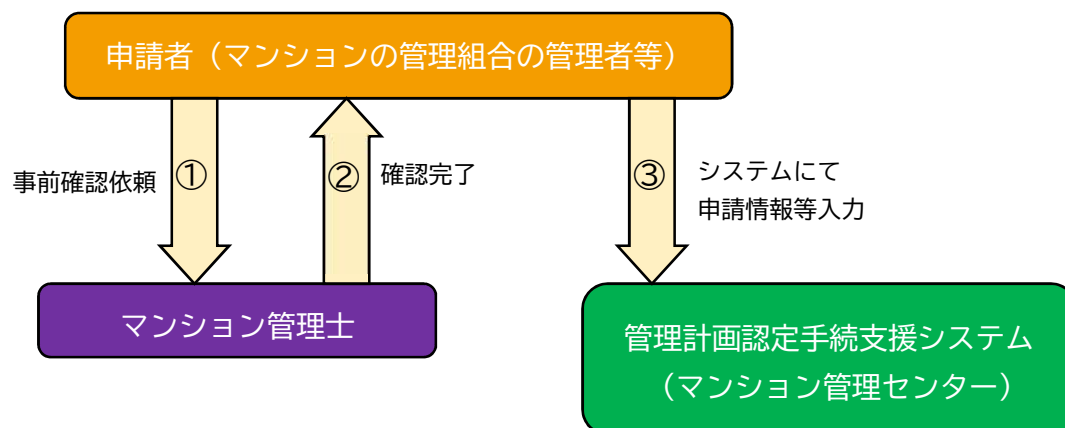 申請者（マンションの管理組合の管理者等）
事前確認依頼
①
②
確認完了
③
システムにて
申請情報等入力
マンション管理士
管理計画認定手続支援システム
（マンション管理センター）